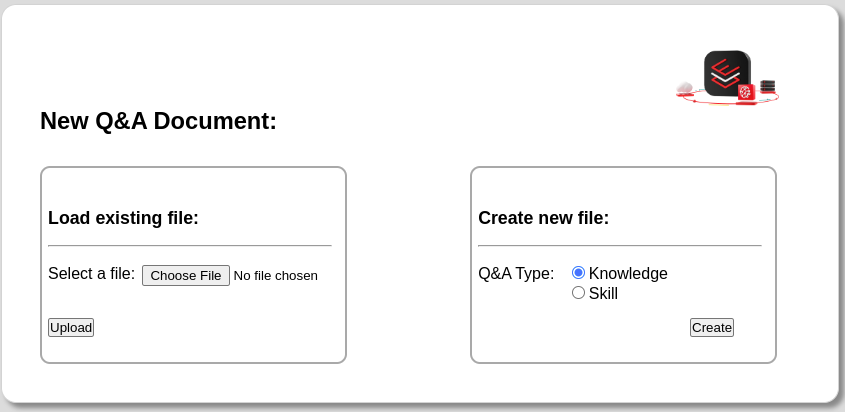 New Q&A Document:
Load existing file:
Select a file: Choose File No file chosen
Upload
Create new file:
Q&A Type: Knowledge
Skill
Create